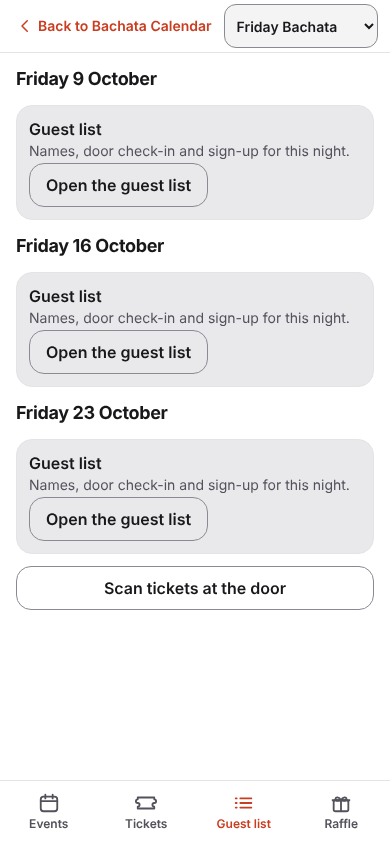 Back to Bachata Calendar
Friday Bachata
Friday 9 October
Guest list
Names, door check-in and sign-up for this night.
Open the guest list
Friday 16 October
Guest list
Names, door check-in and sign-up for this night.
Open the guest list
Friday 23 October
Guest list
Names, door check-in and sign-up for this night.
Open the guest list
Scan tickets at the door
Events
Tickets
Guest list
Raffle